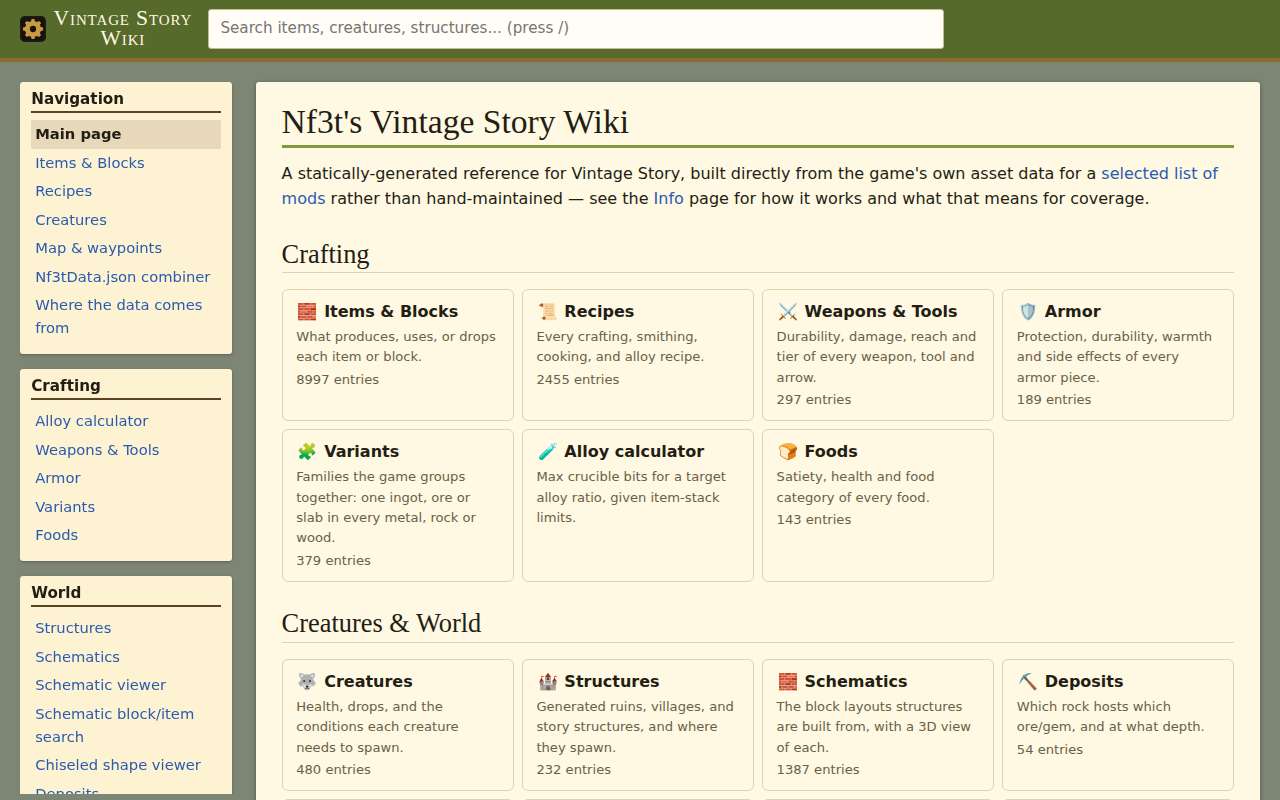 Vintage Story
Wiki
Search items, creatures, structures... (press /)
Navigation
Main page
Items & Blocks
Recipes
Creatures
Map & waypoints
Nf3tData.json combiner
Where the data comes
from
Crafting
Alloy calculator
Weapons & Tools
Armor
Variants
Foods
World
Structures
Schematics
Schematic viewer
Schematic block/item
search
Chiseled shape viewer
Deposits
Nf3t's Vintage Story Wiki
A statically-generated reference for Vintage Story, built directly from the game's own asset data for a selected list of
mods rather than hand-maintained — see the Info page for how it works and what that means for coverage.
Crafting
Items & Blocks
What produces, uses, or drops
each item or block.
8997 entries
Recipes
Every crafting, smithing,
cooking, and alloy recipe.
2455 entries
Weapons & Tools
Durability, damage, reach and
tier of every weapon, tool and
arrow.
297 entries
Armor
Protection, durability, warmth
and side effects of every
armor piece.
189 entries
Variants
Families the game groups
together: one ingot, ore or
slab in every metal, rock or
wood.
379 entries
Alloy calculator
Max crucible bits for a target
alloy ratio, given item-stack
limits.
Foods
Satiety, health and food
category of every food.
143 entries
Creatures & World
Creatures
Health, drops, and the
conditions each creature
needs to spawn.
480 entries
Structures
Generated ruins, villages, and
story structures, and where
they spawn.
232 entries
Schematics
The block layouts structures
are built from, with a 3D view
of each.
1387 entries
Deposits
Which rock hosts which
ore/gem, and at what depth.
54 entries